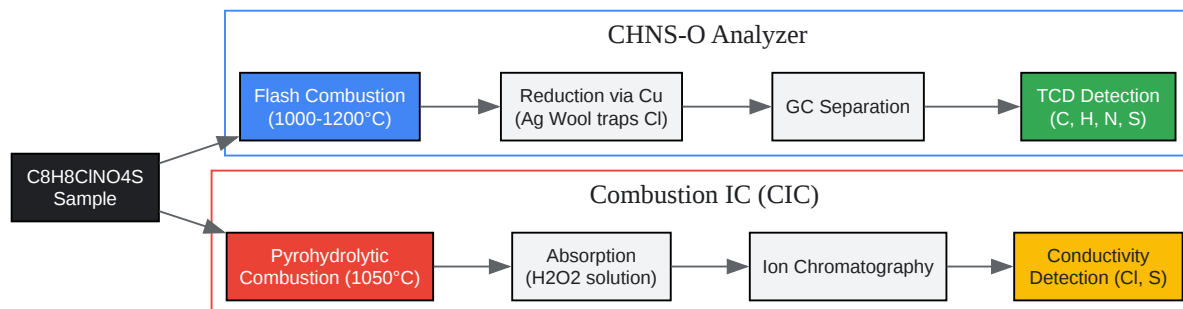 CHNS-O Analyzer
Flash Combustion
(1000-1200°C)
Reduction via Cu
(Ag Wool traps Cl)
GC Separation
TCD Detection
(C, H, N, S)
C8H8ClNO4S
Sample
Combustion IC (CIC)
Pyrohydrolytic
Combustion (1050°C)
Absorption
(H2O2 solution)
Ion Chromatography
Conductivity
Detection (Cl, S)